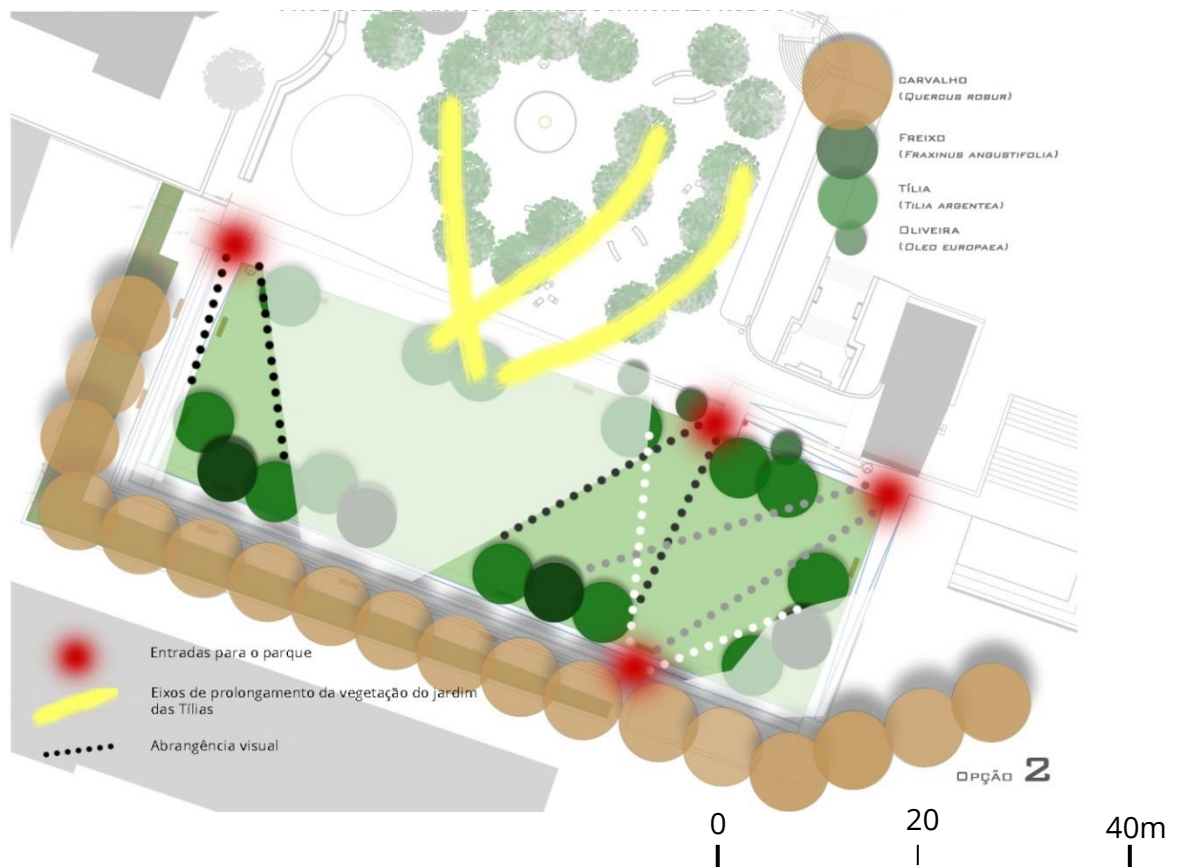 CARVALHO
(QUERCUS ROBUR)
FREIXO
(FRAXINUS ANGUSTIFOLIA)
TÍLIA
(TILIA ARGENTEA)
OLIVEIRA
(OLEO EUROPAEA)
Entradas para o parque
Eixos de prolongamento da vegetação do jardim
das Tílias
Abrangência visual
OPÇÃO 2
0 20 40m